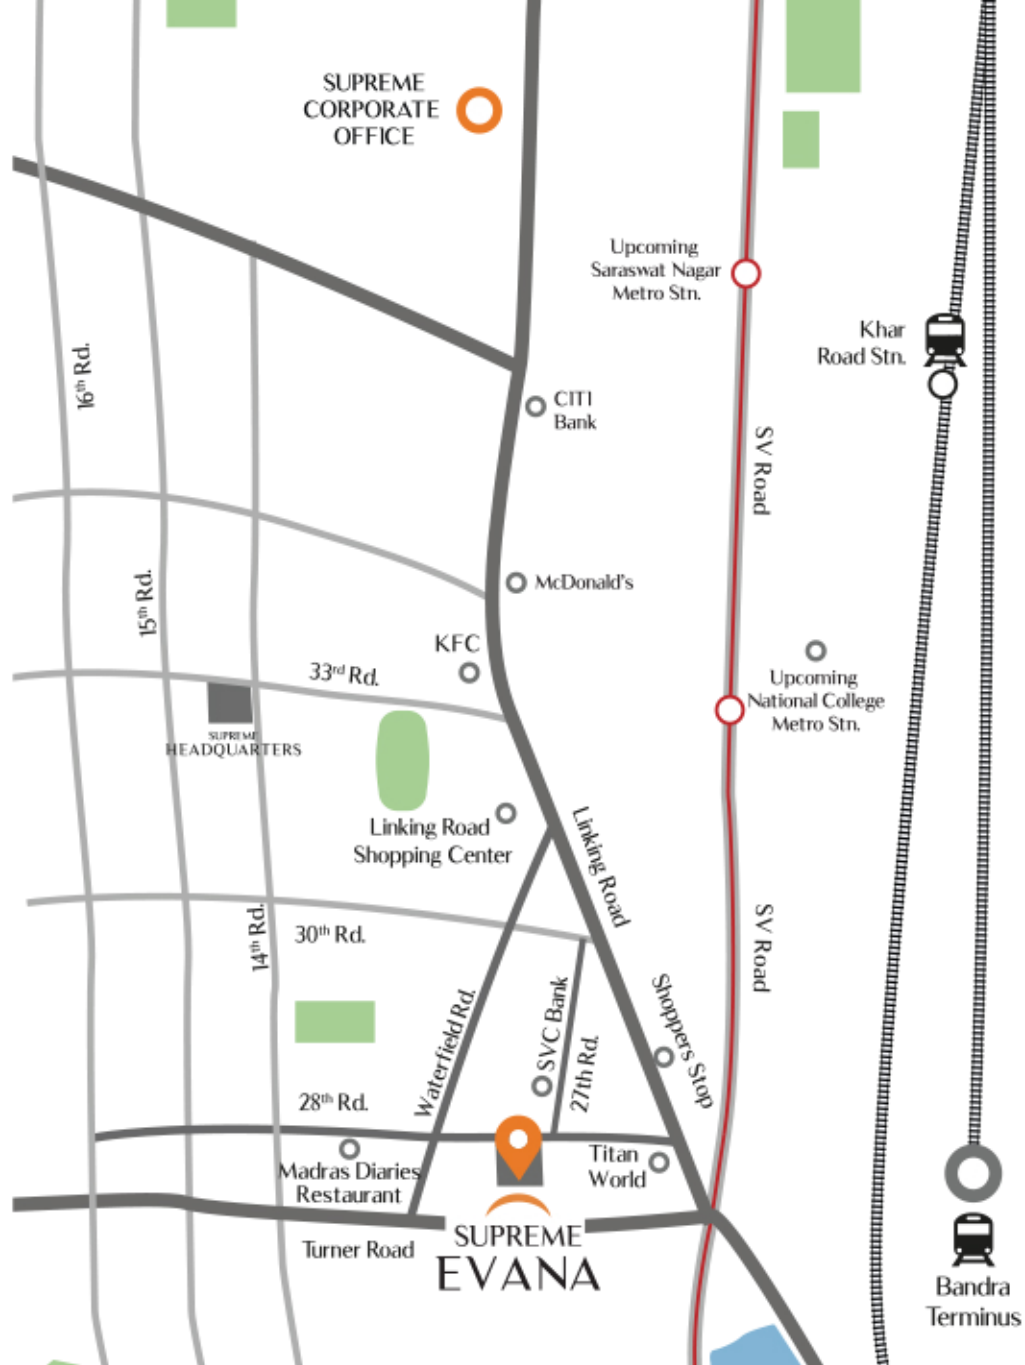 SUPREME
CORPORATE
OFFICE
Upcoming
Saraswat Nagar
Metro Stn.
Khar
Road Stn.
16th Rd.
CITI
Bank
SV Road
15th Rd.
McDonald's
KFC
33rd Rd.
Upcoming
National College
Metro Stn.
SUPREME
HEADQUARTERS
Linking Road
Shopping Center
Linking Road
14th Rd.
30th Rd.
SV Road
Waterfield Rd.
SVC Bank
27th Rd.
Shoppers Stop
28th Rd.
Madras Diaries
Restaurant
Titan
World
Turner Road
SUPREME
EVANA
Bandra
Terminus